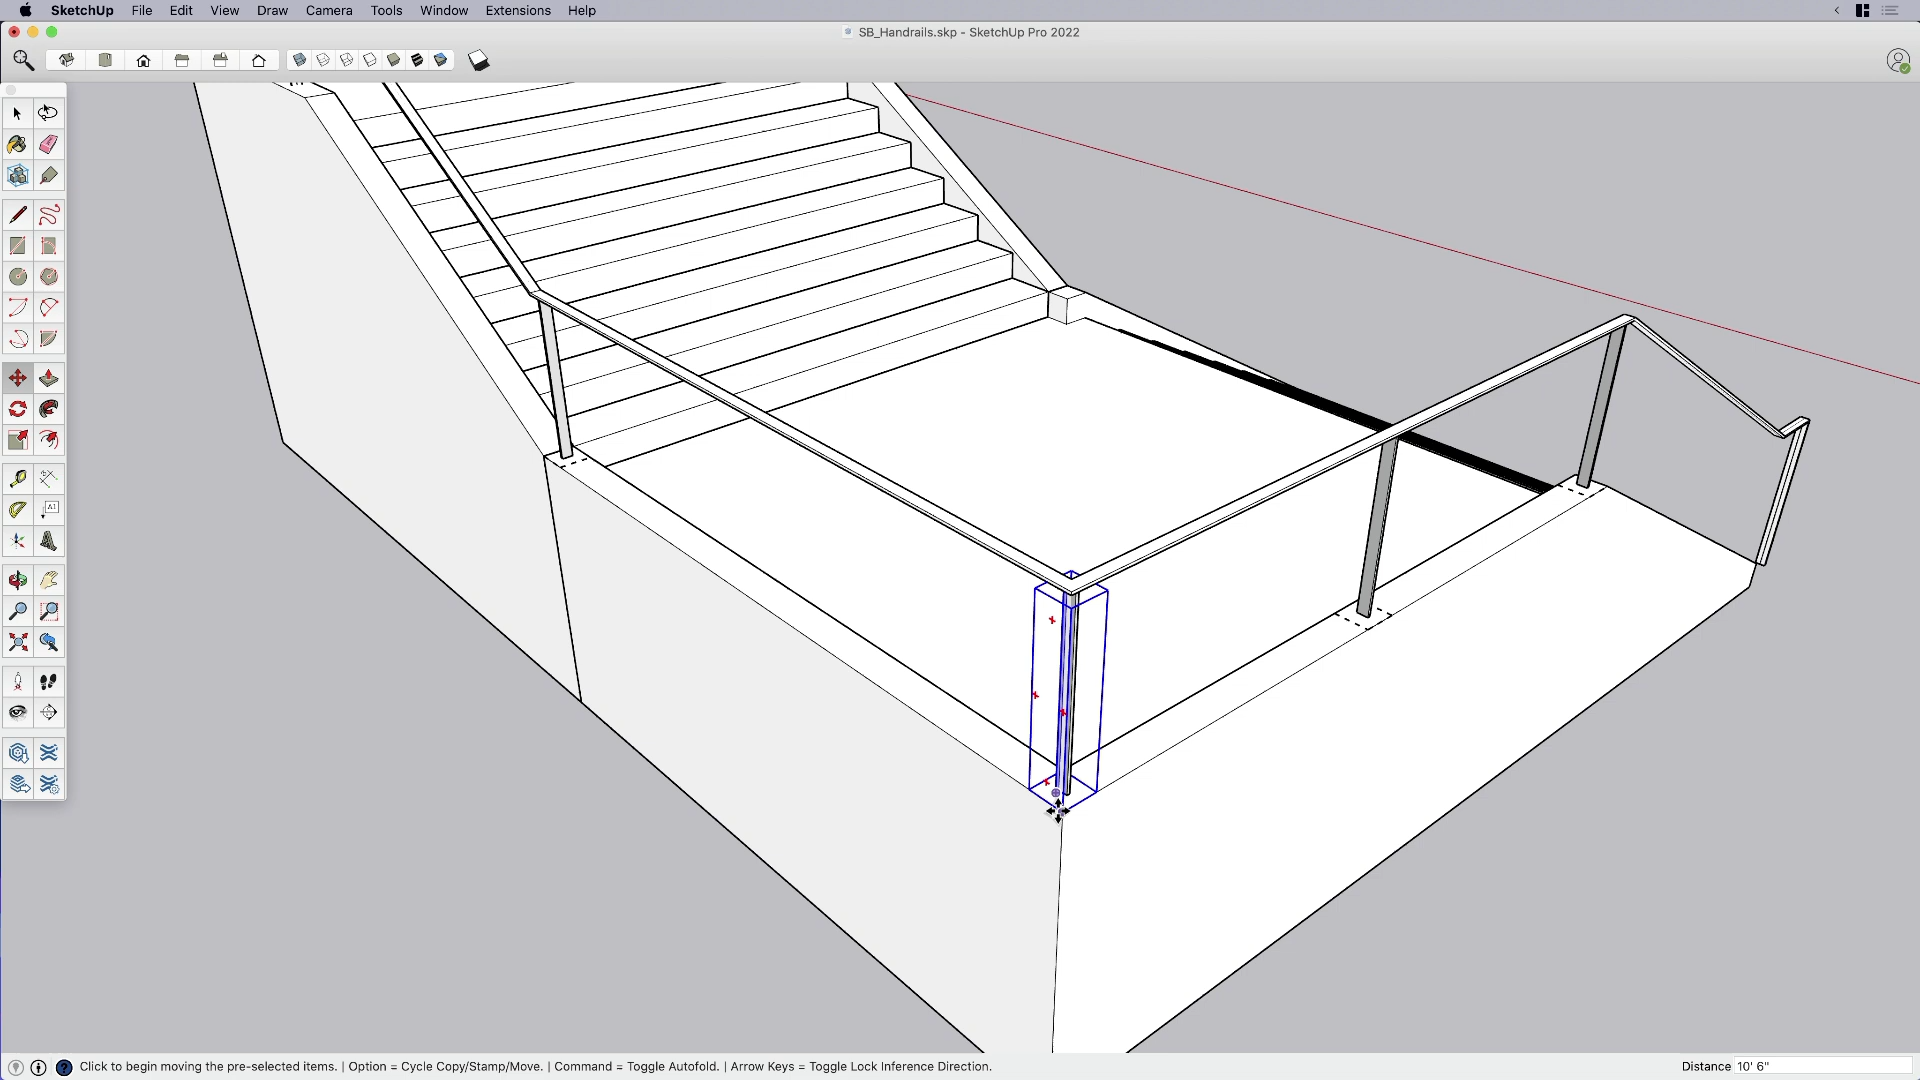 SketchUp File Edit View Draw Camera Tools Window Extensions Help
SB_Handrails.skp - SketchUp Pro 2022
A1
Click to begin moving the pre-selected items. | Option = Cycle Copy/Stamp/Move. | Command = Toggle Autofold. | Arrow Keys = Toggle Lock Inference Direction.
Distance 10' 6"